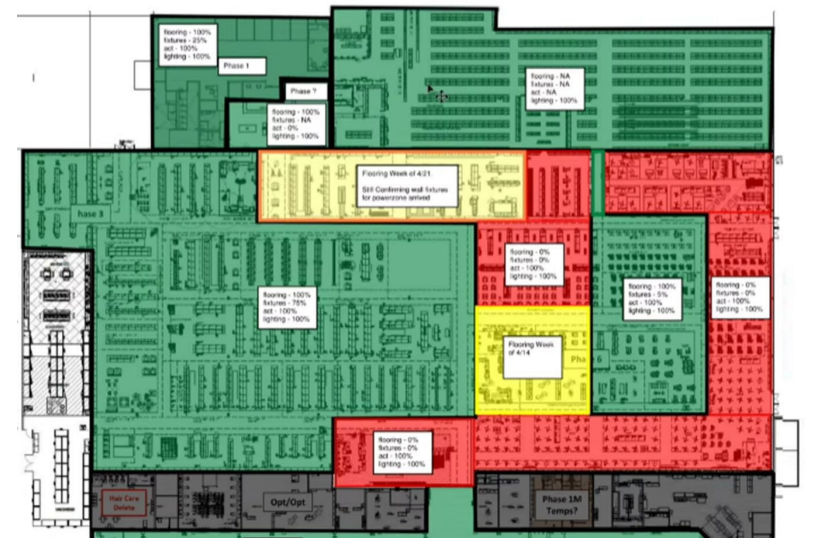 flooring - 100%
fixtures - 25%
act - 100%
lighting - 100%
Phase 1
Phase ?
flooring - 100%
fixtures - NA
act - 0%
lighting - 100%
flooring - NA
fixtures - NA
act - NA
lighting - 100%
Flooring Week of 4/21.
Still Confirming wall fixtures
for powerzone arrived
hase 3
flooring - 0%
fixtures - 0%
act - 100%
lighting - 100%
flooring - 100%
fixtures - 75%
act - 100%
lighting - 100%
flooring - 100%
fixtures - 5%
act - 100%
lighting - 100%
flooring - 0%
fixtures - 0%
act - 100%
lighting - 100%
Flooring Week
of 4/14
Pha
6
flooring - 0%
fixtures - 0%
act - 100%
lighting - 100%
Hair Care
Delete
Opt/Opt
Phase 1M
Temps?